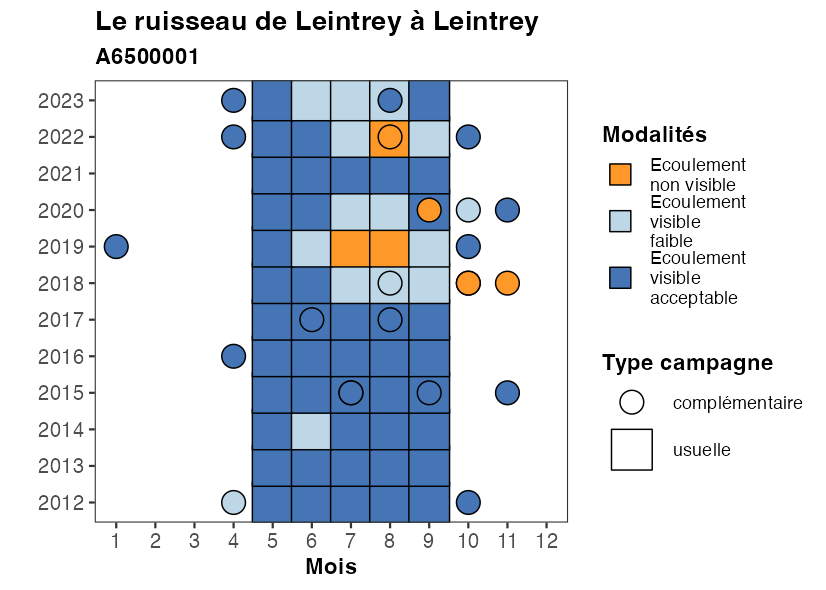 Le ruisseau de Leintrey à Leintrey
A6500001
2023
2022
2021
2020
2019
2018
2017
2016
2015
2014
2013
2012
1 2 3 4 5 6 7 8 9 10 11 12
Mois
Modalités
Ecoulement
non visible
Ecoulement
visible
faible
Ecoulement
visible
acceptable
Type campagne
complémentaire
usuelle